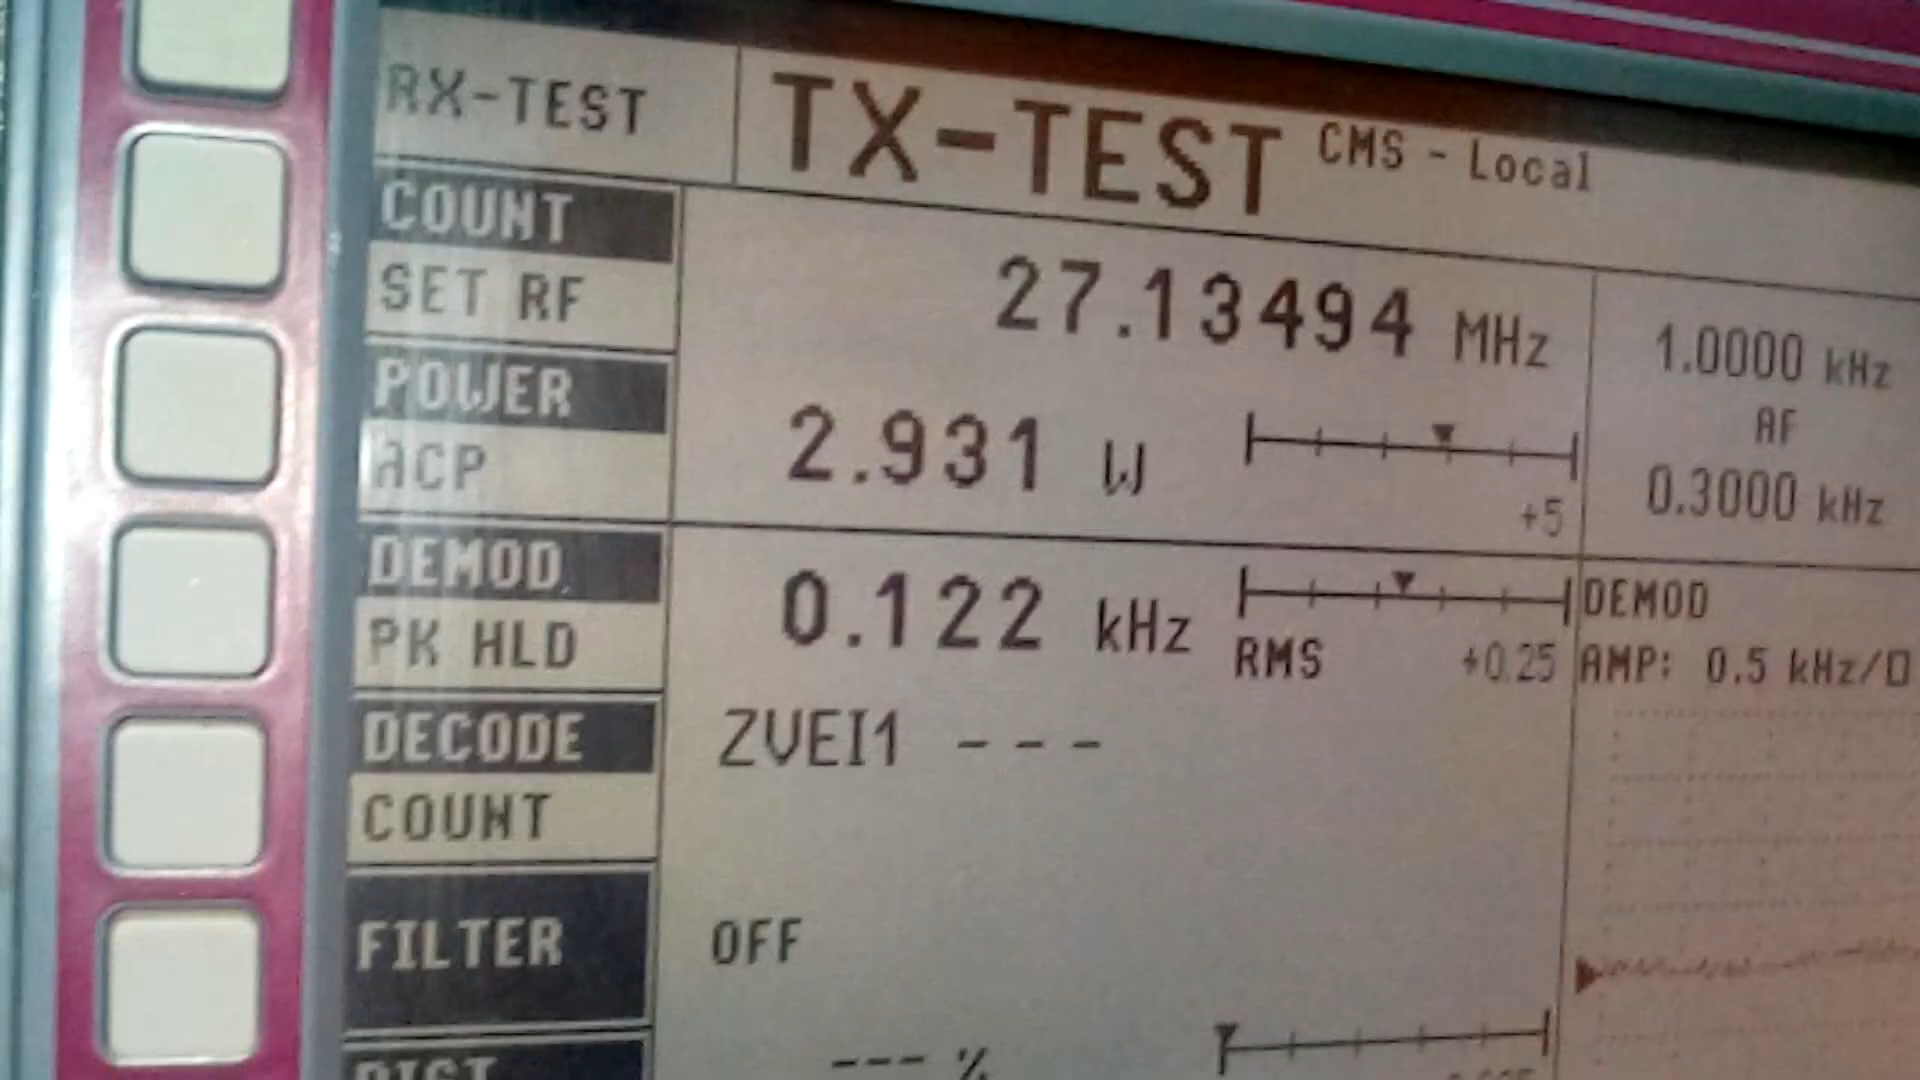 RX-TEST TX-TEST CMS - Local
COUNT
SET RF 27.13494 MHz 1.0000 kHz
AF
POWER
ACP 2.931 W +5 0.3000 kHz
DEMOD 0.122 kHz DEMOD
PK HLD RMS +0.25 AMP: 0.5 kHz/
DECODE ZVEI1 - - -
COUNT
FILTER OFF
DIST --- %